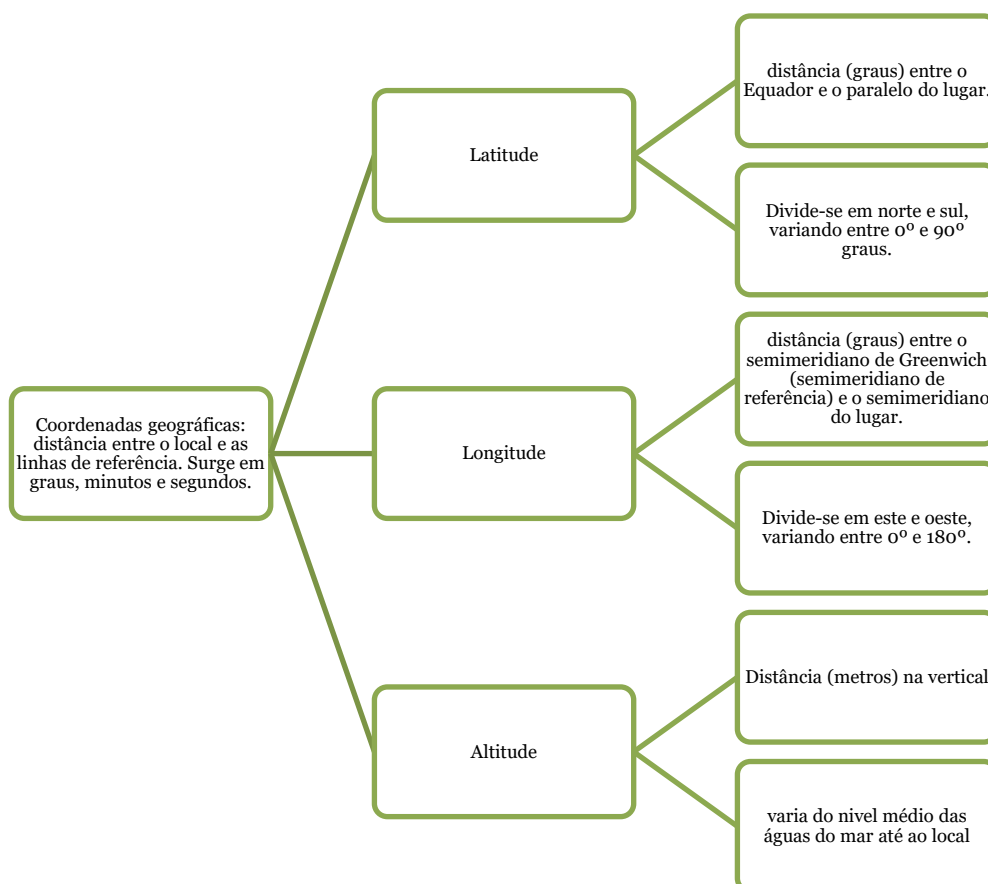 distância (graus) entre o
Equador e o paralelo do lugar.
Latitude
Divide-se em norte e sul,
variando entre 0º e 90º
graus.
distância (graus) entre o
semimeridiano de Greenwich
(semimeridiano de
referência) e o semimeridiano
do lugar.
Coordenadas geográficas:
distância entre o local e as
linhas de referência. Surge em
graus, minutos e segundos.
Longitude
Divide-se em este e oeste,
variando entre 0º e 180º.
Distância (metros) na vertical
Altitude
varia do nivel médio das
águas do mar até ao local